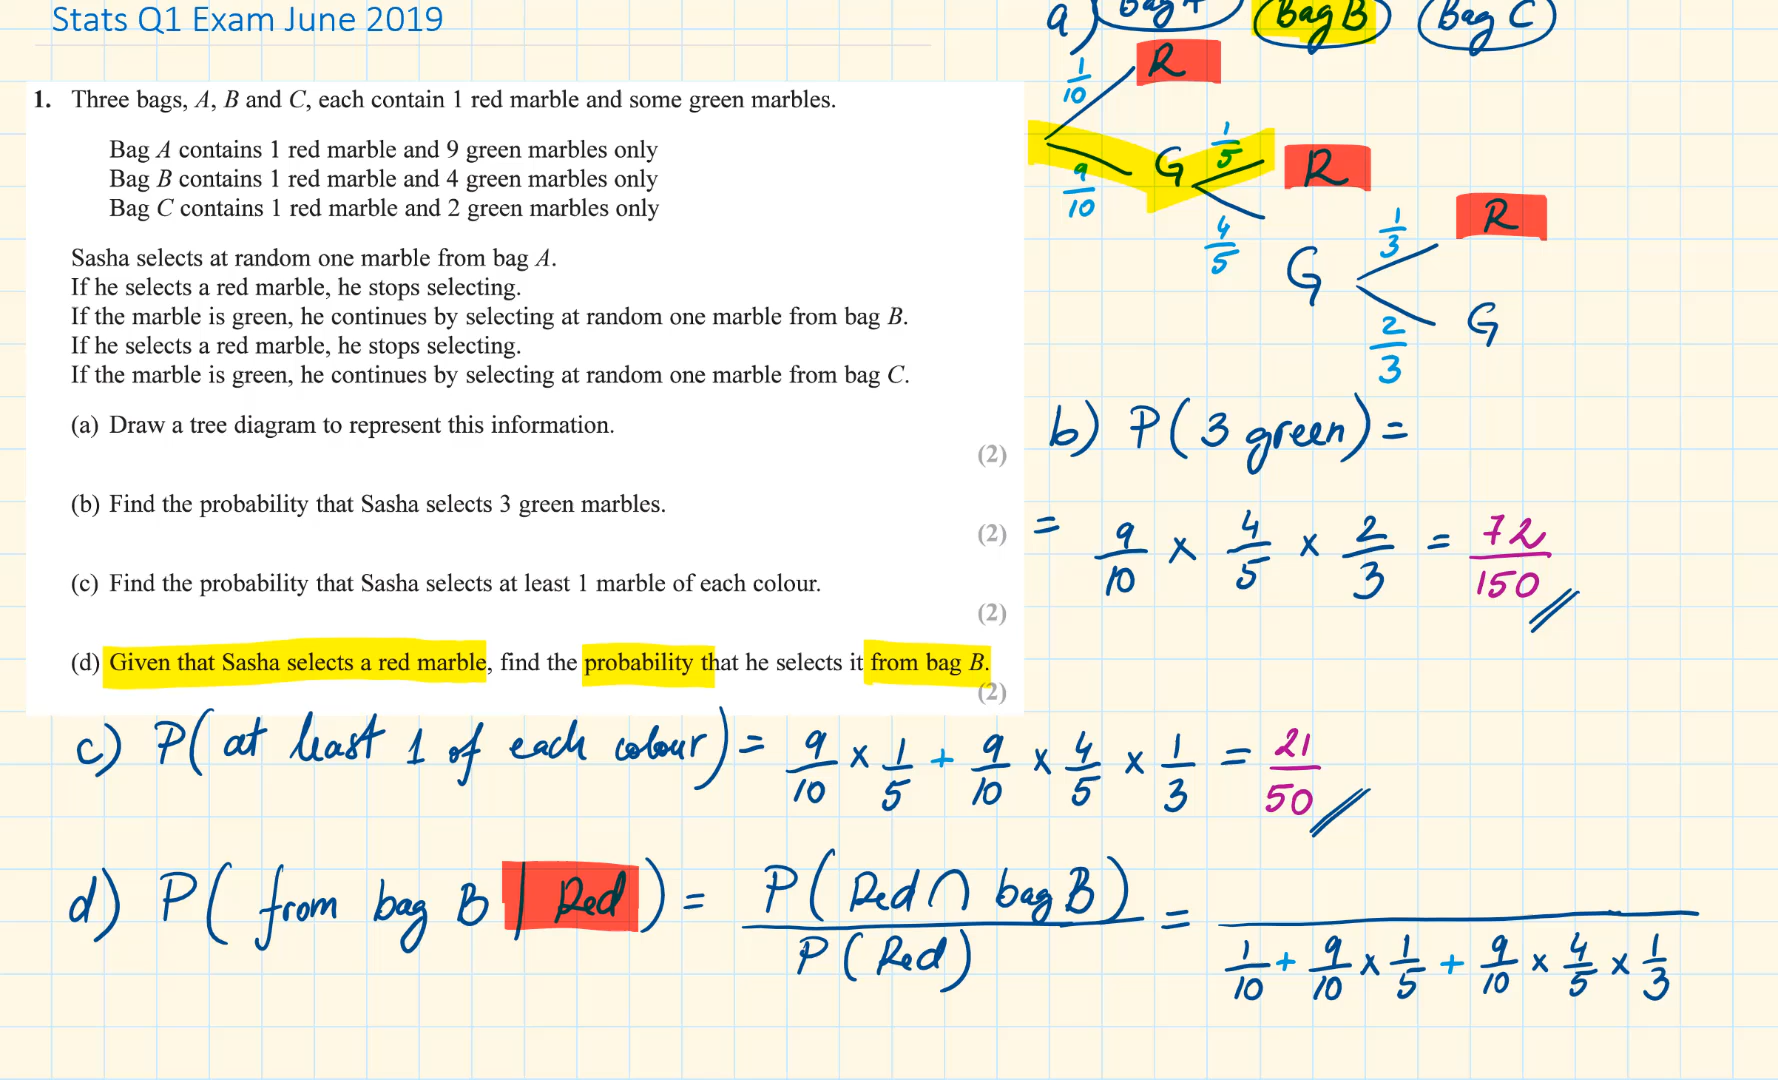 Stats Q1 Exam June 2019
1. Three bags, A, B and C, each contain 1 red marble and some green marbles.
Bag A contains 1 red marble and 9 green marbles only
Bag B contains 1 red marble and 4 green marbles only
Bag C contains 1 red marble and 2 green marbles only
Sasha selects at random one marble from bag A.
If he selects a red marble, he stops selecting.
If the marble is green, he continues by selecting at random one marble from bag B.
If he selects a red marble, he stops selecting.
If the marble is green, he continues by selecting at random one marble from bag C.
(a) Draw a tree diagram to represent this information.
(2)
(b) Find the probability that Sasha selects 3 green marbles.
(2)
(c) Find the probability that Sasha selects at least 1 marble of each colour.
(2)
(d) Given that Sasha selects a red marble, find the probability that he selects it from bag B.
(2)
a) Bag A Bag B Bag C
1/10 R
9/10 G 1/5 R
4/5 G 1/3 R
2/3 G
b) P(3 green) =
= 9/10 × 4/5 × 2/3 = 72/150
c) P(at least 1 of each colour) = 9/10 × 1/5 + 9/10 × 4/5 × 1/3 = 21/50
d) P(from bag B | Red) = P(Red ∩ bag B)/P(Red) =
1/10 + 9/10 × 1/5 + 9/10 × 4/5 × 1/3